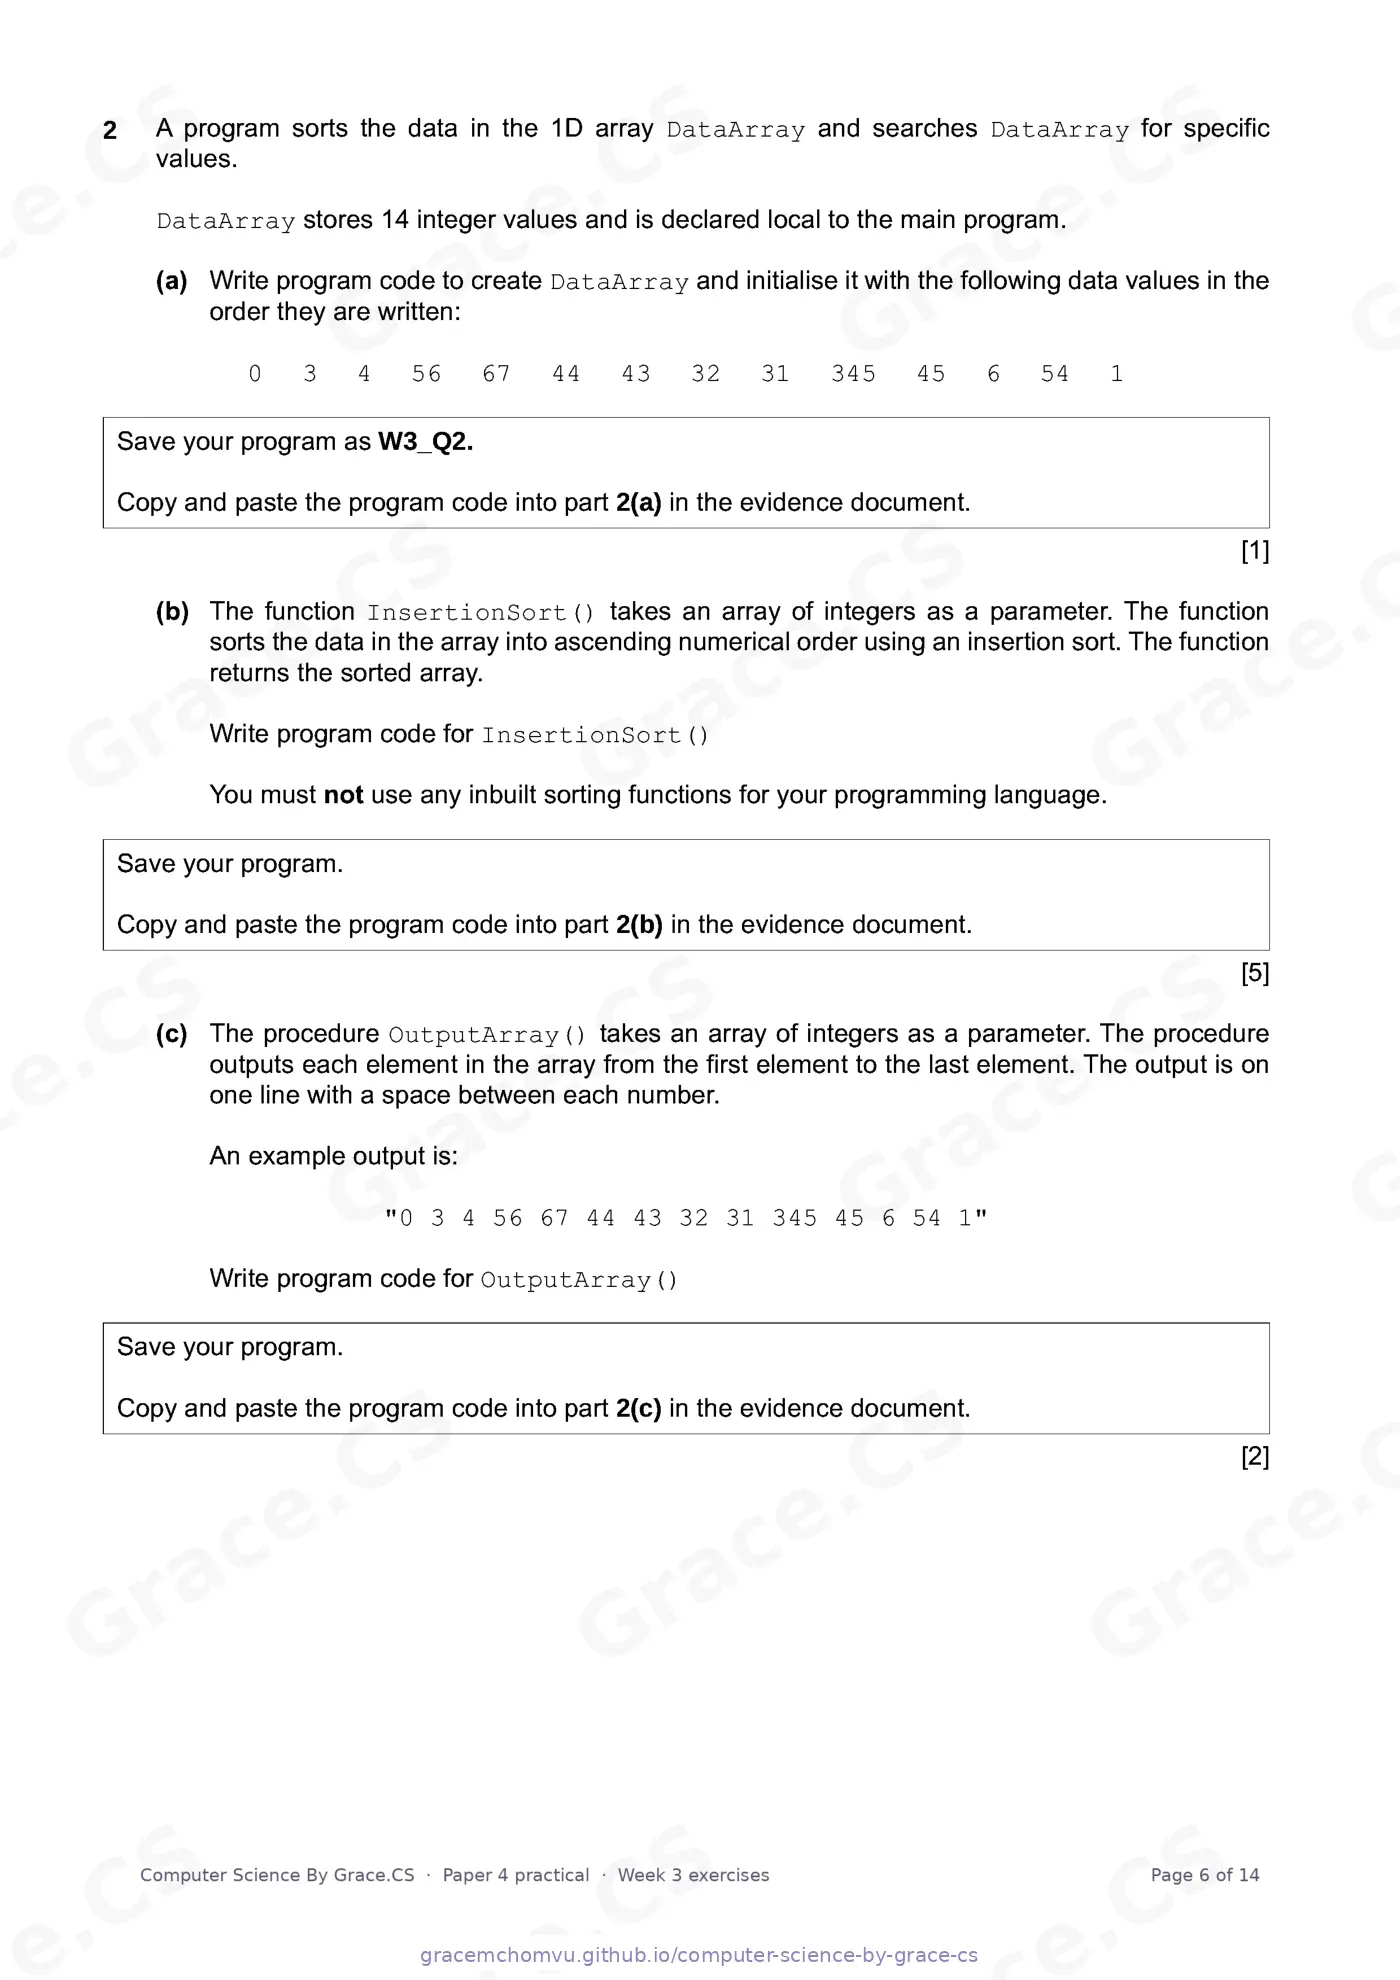 2 A program sorts the data in the 1D array DataArray and searches DataArray for specific
values.
DataArray stores 14 integer values and is declared local to the main program.
(a) Write program code to create DataArray and initialise it with the following data values in the
order they are written:
0 3 4 56 67 44 43 32 31 345 45 6 54 1
Save your program as W3_Q2.
Copy and paste the program code into part 2(a) in the evidence document.
[1]
(b) The function InsertionSort() takes an array of integers as a parameter. The function
sorts the data in the array into ascending numerical order using an insertion sort. The function
returns the sorted array.
Write program code for InsertionSort()
You must not use any inbuilt sorting functions for your programming language.
Save your program.
Copy and paste the program code into part 2(b) in the evidence document.
[5]
(c) The procedure OutputArray() takes an array of integers as a parameter. The procedure
outputs each element in the array from the first element to the last element. The output is on
one line with a space between each number.
An example output is:
"0 3 4 56 67 44 43 32 31 345 45 6 54 1"
Write program code for OutputArray()
Save your program.
Copy and paste the program code into part 2(c) in the evidence document.
[2]
Computer Science By Grace.CS · Paper 4 practical · Week 3 exercises Page 6 of 14
gracemchomvu.github.io/computer-science-by-grace-cs